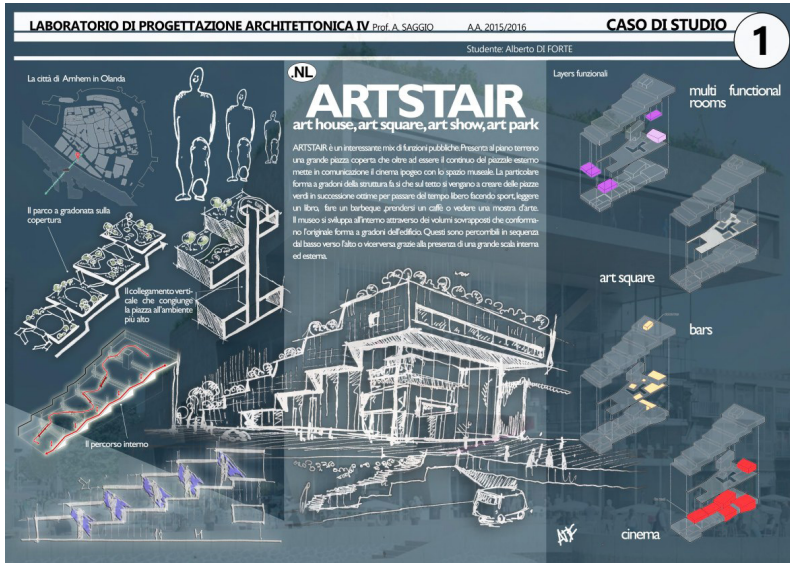 LABORATORIO DI PROGETTAZIONE ARCHITETTONICA IV Prof. A. SAGGIO A.A. 2015/2016 CASO DI STUDIO
1
Studente: Alberto DI FORTE
La città di Arnhem in Olanda
.NL
ARTSTAIR
art house, art square, art show, art park
ARTSTAIR è un interessante mix di funzioni pubbliche. Presenta al piano terreno
una grande piazza coperta che oltre ad essere il continuo del piazzale esterno
mette in comunicazione il cinema ipogeo con lo spazio museale. La particolare
forma a gradoni della struttura fa si che sul tetto si vengano a creare delle piazze
verdi in successione ottime per passare del tempo libero facendo sport, leggere
un libro, fare un barbeque ,prendersi un caffè o vedere una mostra d'arte.
Il museo si sviluppa all'interno attraverso dei volumi sovrapposti che conforma-
no l'originale forma a gradoni dell'edificio. Questi sono percorribili in sequenza
dal basso verso l'alto o viceversa grazie alla presenza di una grande scala interna
ed esterna.
Il parco a gradonata sulla
copertura
Il collegamento verti-
cale che congiunge
la piazza all'ambiente
più alto
Il percorso interno
Layers funzionali
multi functional
rooms
art square
bars
cinema